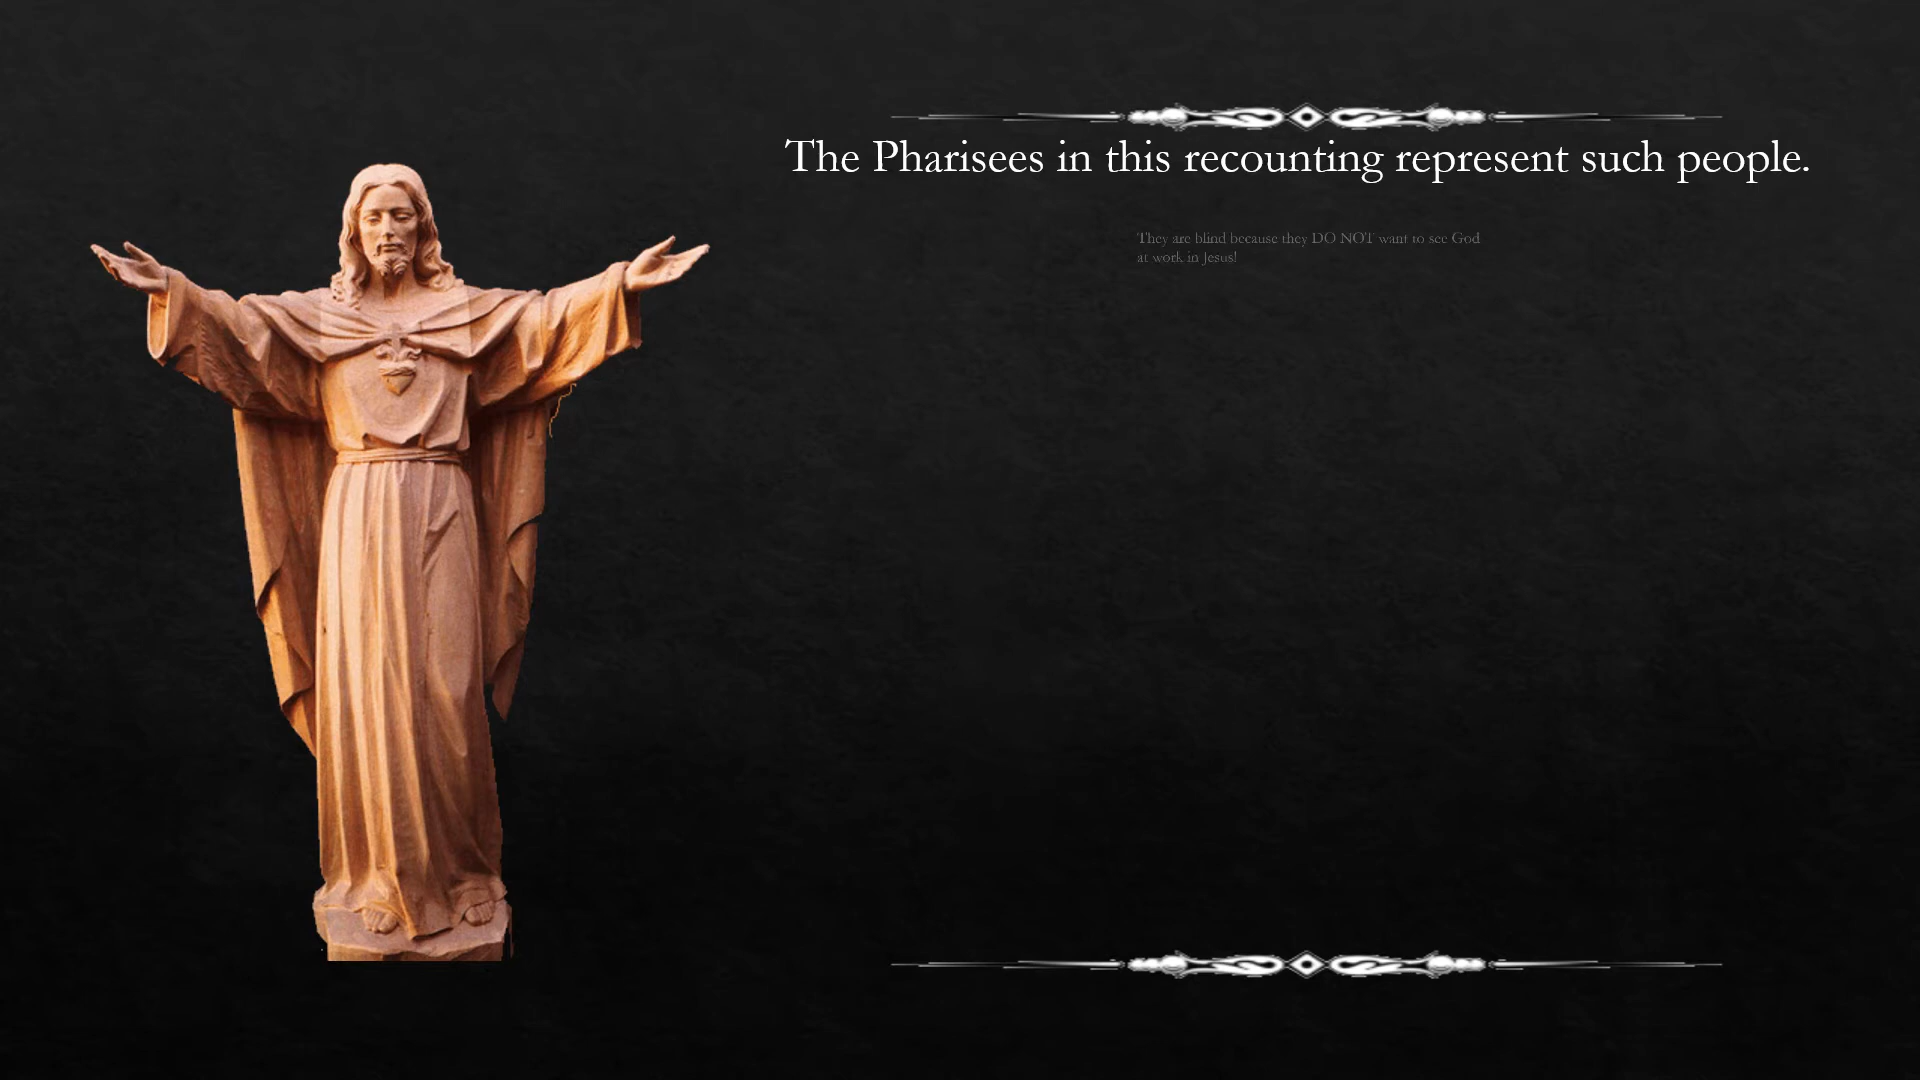 The Pharisees in this recounting represent such people.
They are blind because they DO NOT want to see God
at work in Jesus!